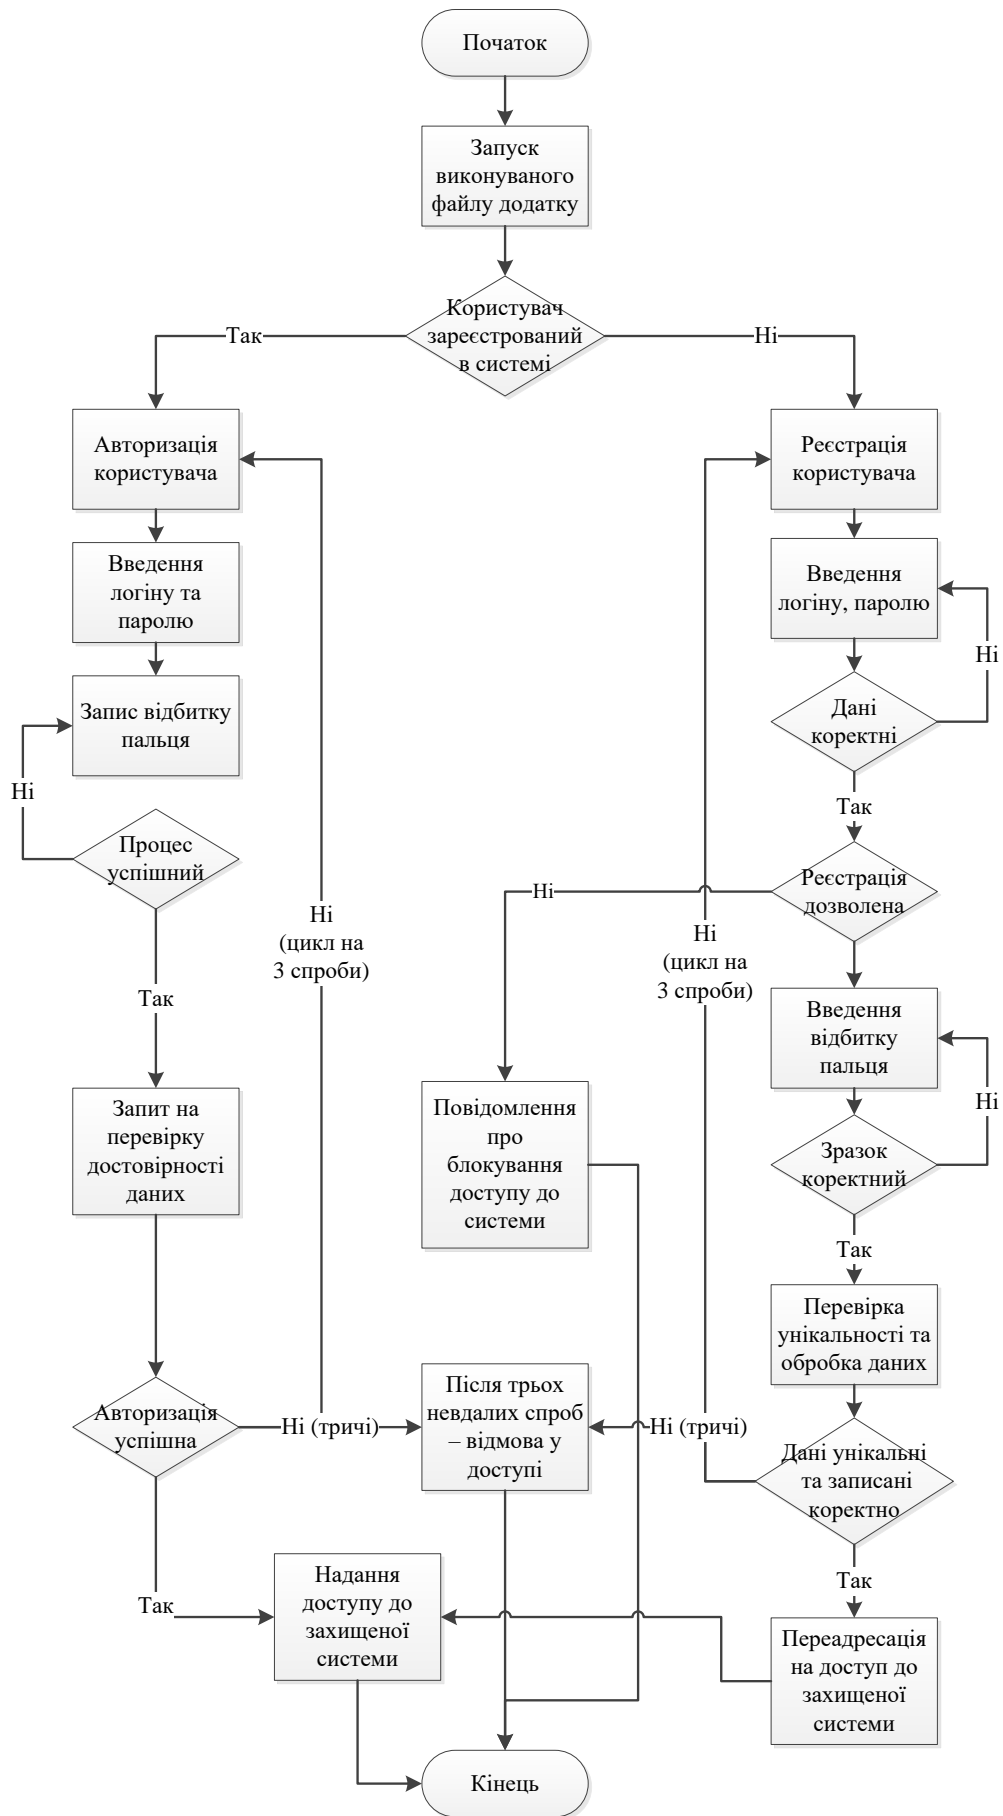 Початок
Запуск
виконуваного
файлу додатку
Користувач
зареєстрований
в системі
Так
Ні
Авторизація
користувача
Реєстрація
користувача
Введення
логіну та
паролю
Введення
логіну, паролю
Ні
Запис відбитку
пальця
Дані
коректні
Ні
Так
Процес
успішний
Реєстрація
дозволена
Ні
Ні
(цикл на
3 спроби)
Ні
(цикл на
3 спроби)
Так
Введення
відбитку
пальця
Ні
Запит на
перевірку
достовірності
даних
Повідомлення
про
блокування
доступу до
системи
Зразок
коректний
Так
Перевірка
унікальності та
обробка даних
Авторизація
успішна
Ні (тричі)
Після трьох
невдалих спроб
– відмова у
доступі
Ні (тричі)
Дані унікальні
та записані
коректно
Так
Так
Надання
доступу до
захищеної
системи
Переадресація
на доступ до
захищеної
системи
Кінець